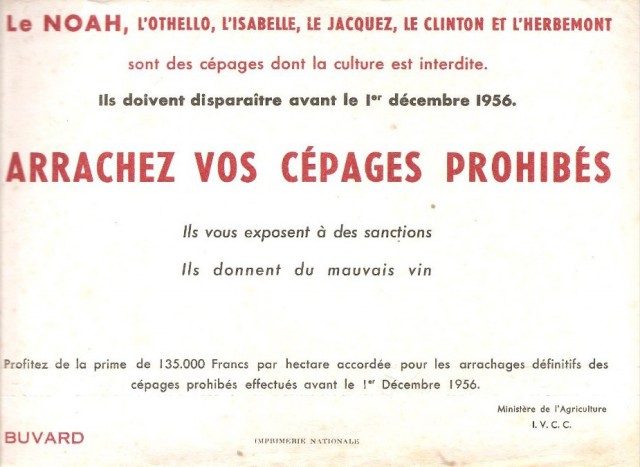 Le NOAH, L'OTHELLO, L'ISABELLE, LE JACQUEZ, LE CLINTON ET L'HERBEMONT
sont des cépages dont la culture est interdite.
Ils doivent disparaître avant le 1er décembre 1956.
ARRACHEZ VOS CÉPAGES PROHIBÉS
Ils vous exposent à des sanctions
Ils donnent du mauvais vin
Profitez de la prime de 135.000 Francs par hectare accordée pour les arrachages définitifs des
cépages prohibés effectués avant le 1er Décembre 1956.
Ministère de l'Agriculture
I. V. C. C.
BUVARD
IMPRIMERIE NATIONALE